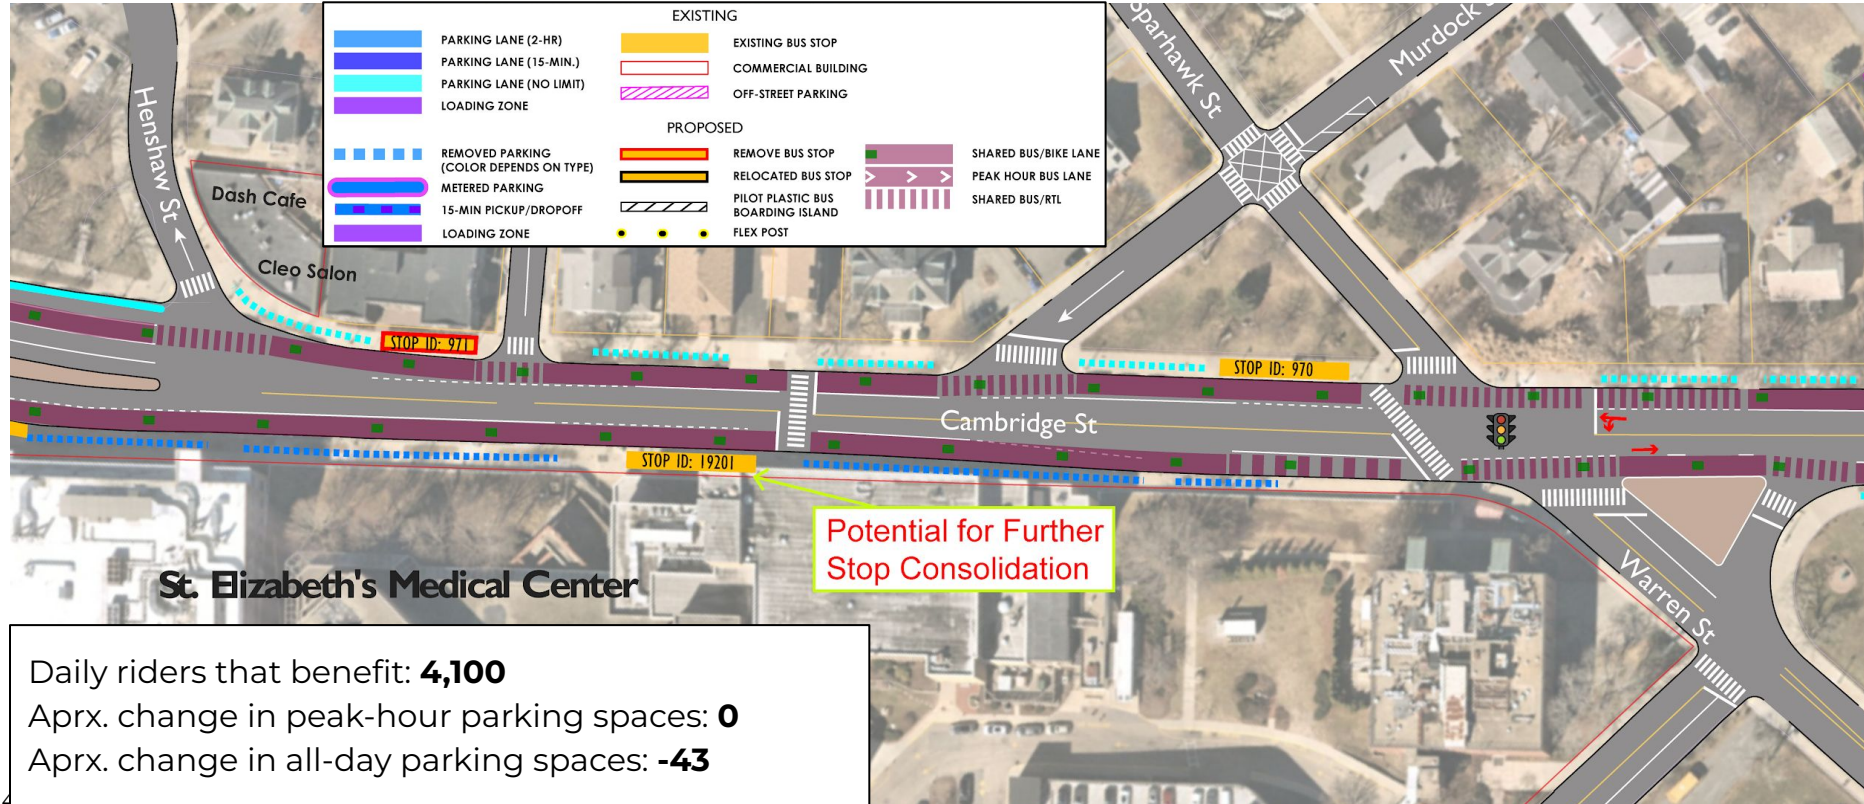 EXISTING
PARKING LANE (2-HR)
PARKING LANE (15-MIN.)
PARKING LANE (NO LIMIT)
LOADING ZONE
EXISTING BUS STOP
COMMERCIAL BUILDING
OFF-STREET PARKING
PROPOSED
REMOVED PARKING
(COLOR DEPENDS ON TYPE)
METERED PARKING
15-MIN PICKUP/DROPOFF
LOADING ZONE
REMOVE BUS STOP
RELOCATED BUS STOP
PILOT PLASTIC BUS
BOARDING ISLAND
FLEX POST
SHARED BUS/BIKE LANE
PEAK HOUR BUS LANE
SHARED BUS/RTL
Henshaw St
Dash Cafe
Cleo Salon
Murdock S
STOP ID: 971
STOP ID: 970
Cambridge St
STOP ID: 19201
Potential for Further
Stop Consolidation
St. Elizabeth's Medical Center
Warren St
Daily riders that benefit: 4,100
Aprx. change in peak-hour parking spaces: 0
Aprx. change in all-day parking spaces: -43